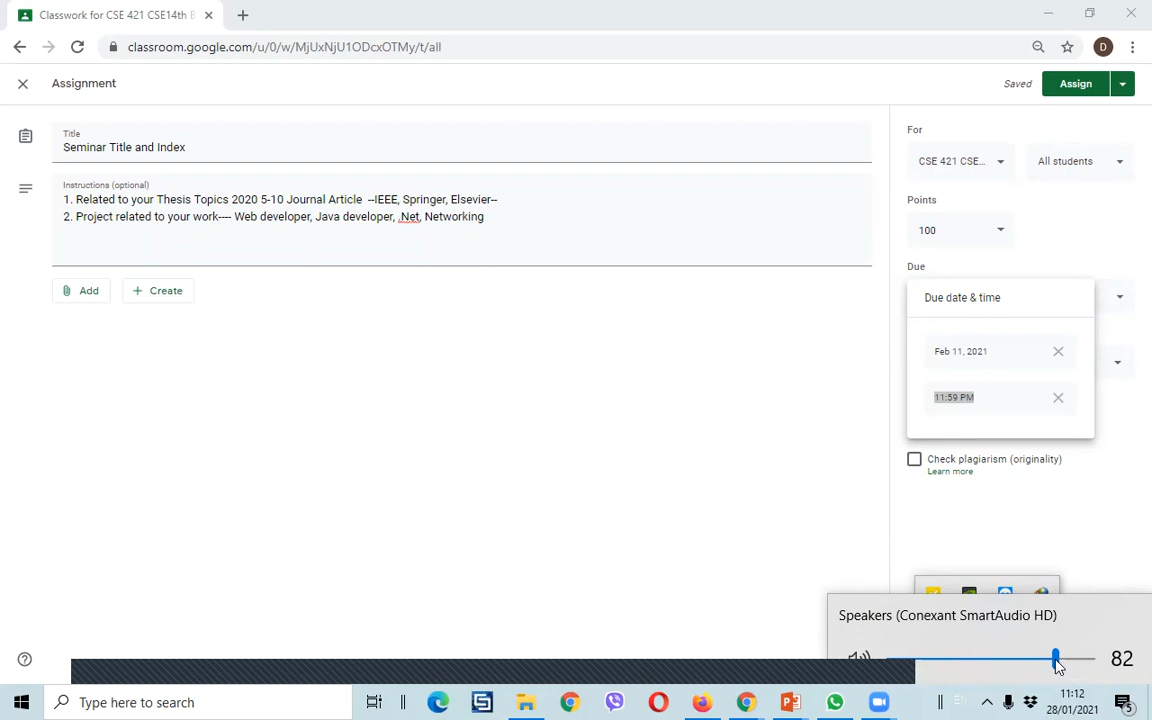 Classwork for CSE 421 CSE14th B
classroom.google.com/u/0/w/MjUxNjU1ODcxOTMy/t/all
D
Assignment
Saved
Assign
Title
Seminar Title and Index
Instructions (optional)
1. Related to your Thesis Topics 2020 5-10 Journal Article --IEEE, Springer, Elsevier--
2. Project related to your work---- Web developer, Java developer, .Net, Networking
Add
Create
For
CSE 421 CSE...
All students
Points
100
Due
Due date & time
Feb 11, 2021
11:59 PM
Check plagiarism (originality)
Learn more
Speakers (Conexant SmartAudio HD)
82
Type here to search
EN
11:12
28/01/2021
5